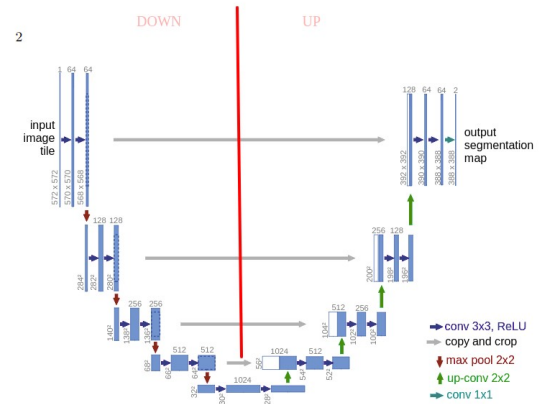 DOWN UP
2
1 64 64
128 64 64 2
input
image
tile
output
segmentation
map
572 x 572
570 x 570
568 x 568
392 x 392
390 x 390
388 x 388
388 x 388
128 128
256 128
284²
282²
280²
200²
198²
196²
256 256
512 256
140²
138²
136²
104²
102²
100²
512 512
1024 512
68²
66²
64²
56²
54²
52²
1024
32²
30²
28²
conv 3x3, ReLU
copy and crop
max pool 2x2
up-conv 2x2
conv 1x1